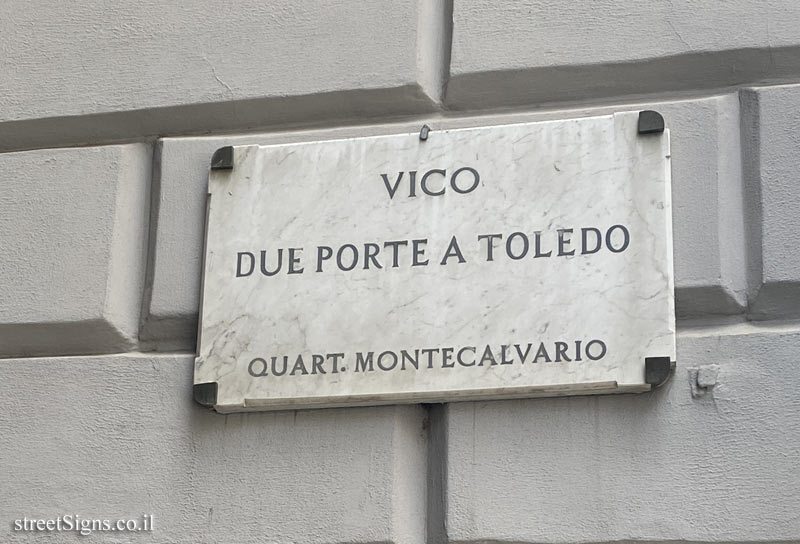 VICO
DUE PORTE A TOLEDO
QUART. MONTECALVARIO
streetSigns.co.il